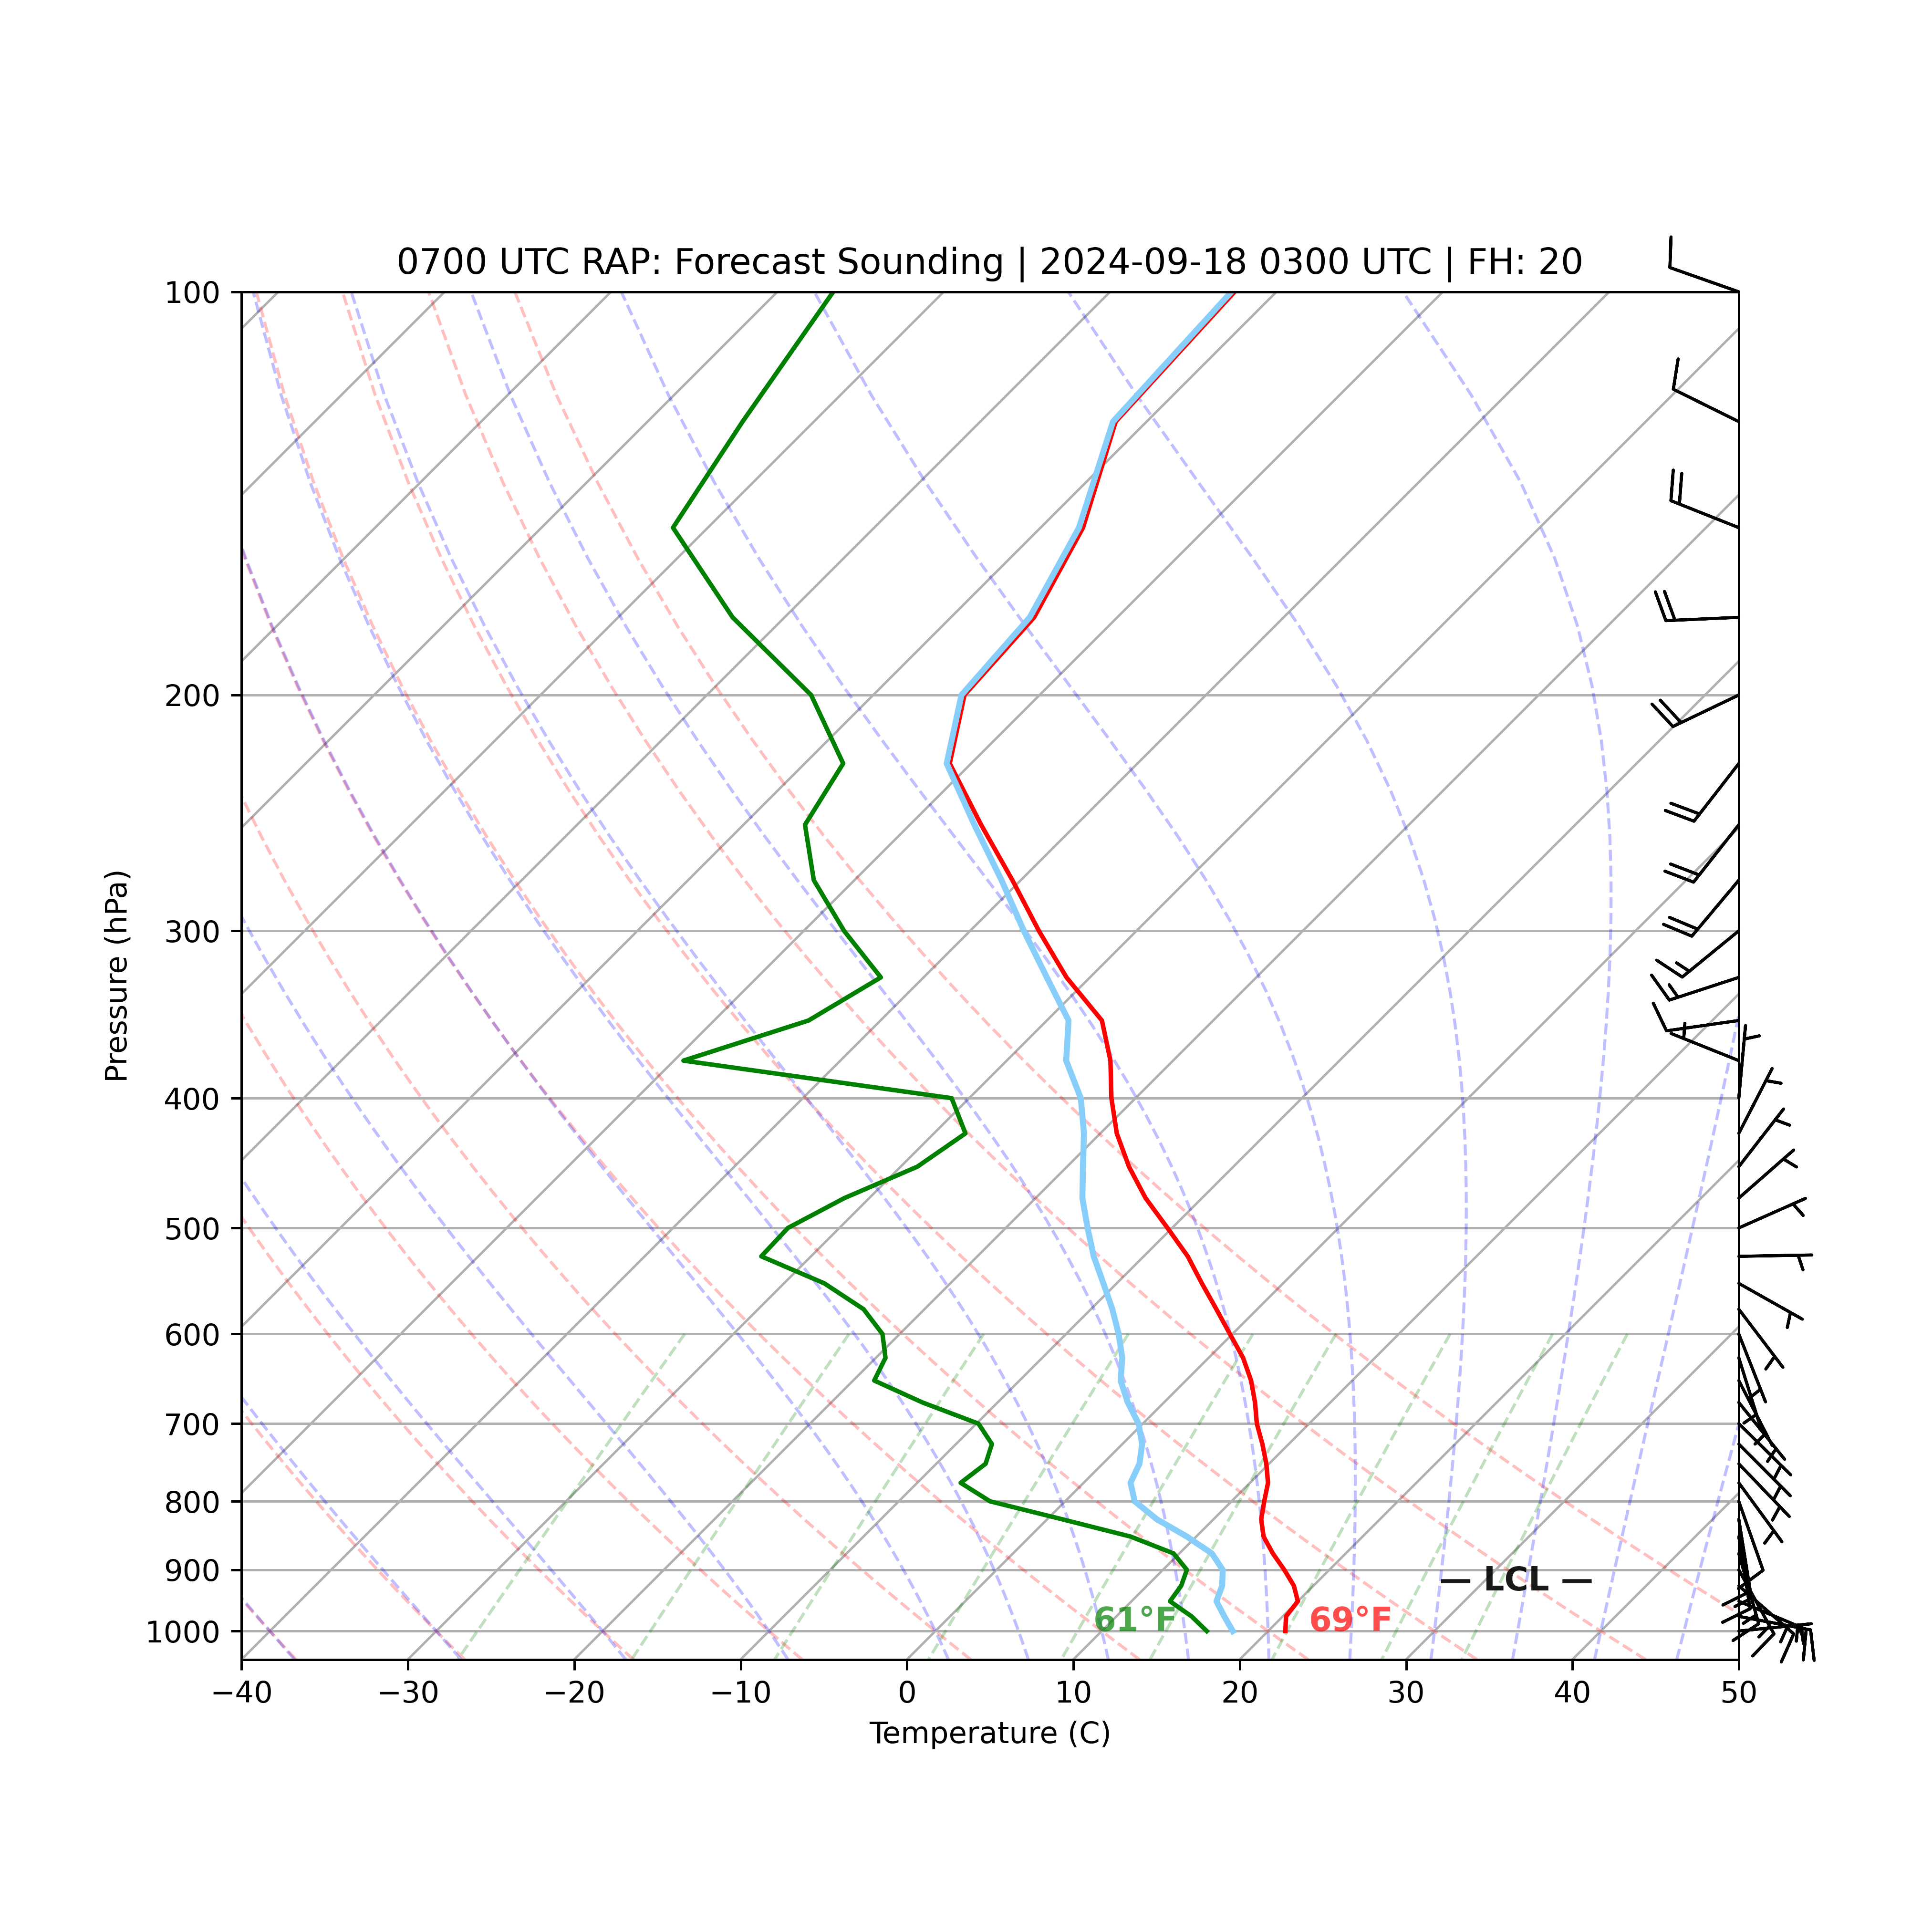 0700 UTC RAP: Forecast Sounding | 2024-09-18 0300 UTC | FH: 20
100
200
300
400
500
600
700
800
900
1000
Pressure (hPa)
— LCL —
61°F
69°F
−40 −30 −20 −10 0 10 20 30 40 50
Temperature (C)